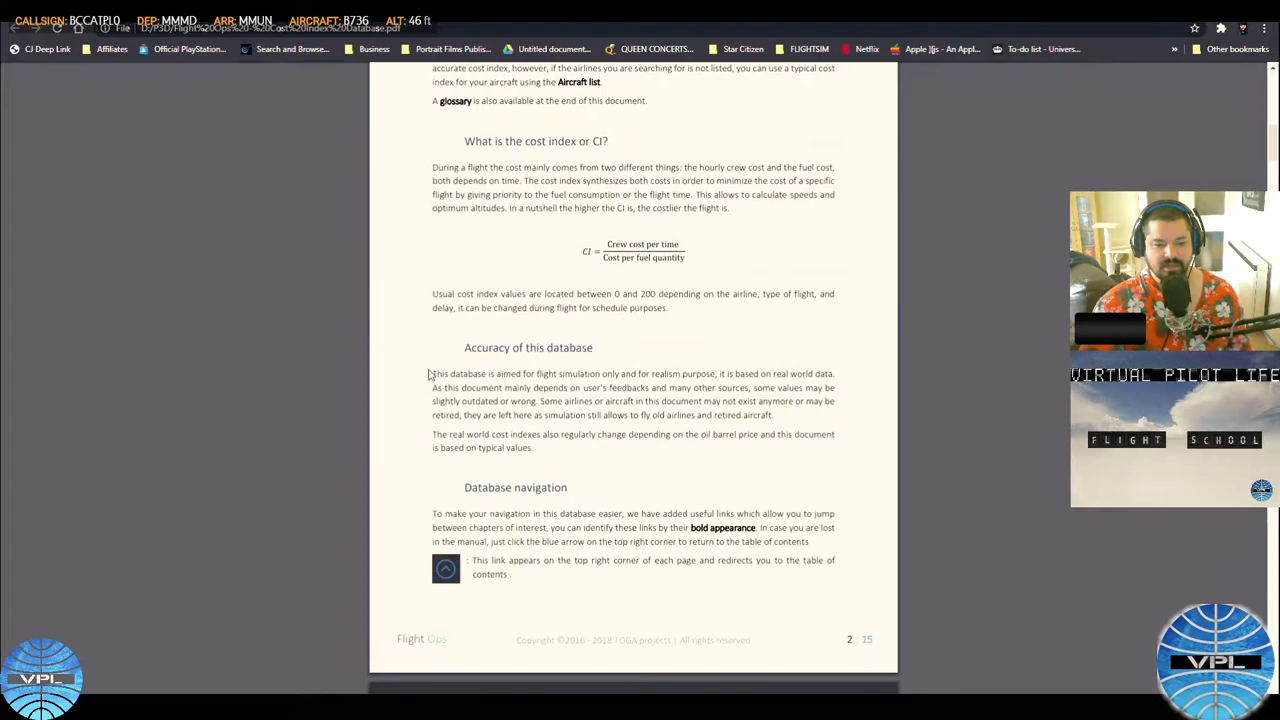 CALLSIGN: BCCATPL0 DEP: MMMD ARR: MMUN AIRCRAFT: B736 ALT: 46 ft
File D:/P3D/Flight%20Ops%20-%20Cost%20Index%20Database.pdf
CJ Deep Link Affiliates Official PlayStation... Search and Browse... Business Portrait Films Public... Untitled document... QUEEN CONCERTS:... Star Citizen FLIGHTSIM Netflix Apple ][js - An Appl... To-do list - Univers... » Other bookmarks
accurate cost index, however, if the airlines you are searching for is not listed, you can use a typical cost
index for your aircraft using the Aircraft list.
A glossary is also available at the end of this document.
What is the cost index or CI?
During a flight the cost mainly comes from two different things: the hourly crew cost and the fuel cost,
both depends on time. The cost index synthesizes both costs in order to minimize the cost of a specific
flight by giving priority to the fuel consumption or the flight time. This allows to calculate speeds and
optimum altitudes. In a nutshell the higher the CI is, the costlier the flight is.
Crew cost per time
CI =
Cost per fuel quantity
Usual cost index values are located between 0 and 200 depending on the airline, type of flight, and
delay, it can be changed during flight for schedule purposes.
Accuracy of this database
This database is aimed for flight simulation only and for realism purpose, it is based on real world data.
As this document mainly depends on user's feedbacks and many other sources, some values may be
slightly outdated or wrong. Some airlines or aircraft in this document may not exist anymore or may be
retired, they are left here as simulation still allows to fly old airlines and retired aircraft.
The real world cost indexes also regularly change depending on the oil barrel price and this document
is based on typical values.
Database navigation
To make your navigation in this database easier, we have added useful links which allow you to jump
between chapters of interest, you can identify these links by their bold appearance. In case you are lost
in the manual, just click the blue arrow on the top right corner to return to the table of contents
: This link appears on the top right corner of each page and redirects you to the table of
contents .
Flight Ops Copyright ©2016 - 2018 TOGA projects | All rights reserved 2 | 15
VIRTUAL PILOT LIFE
FLIGHT SCHOOL
VPL
VPL